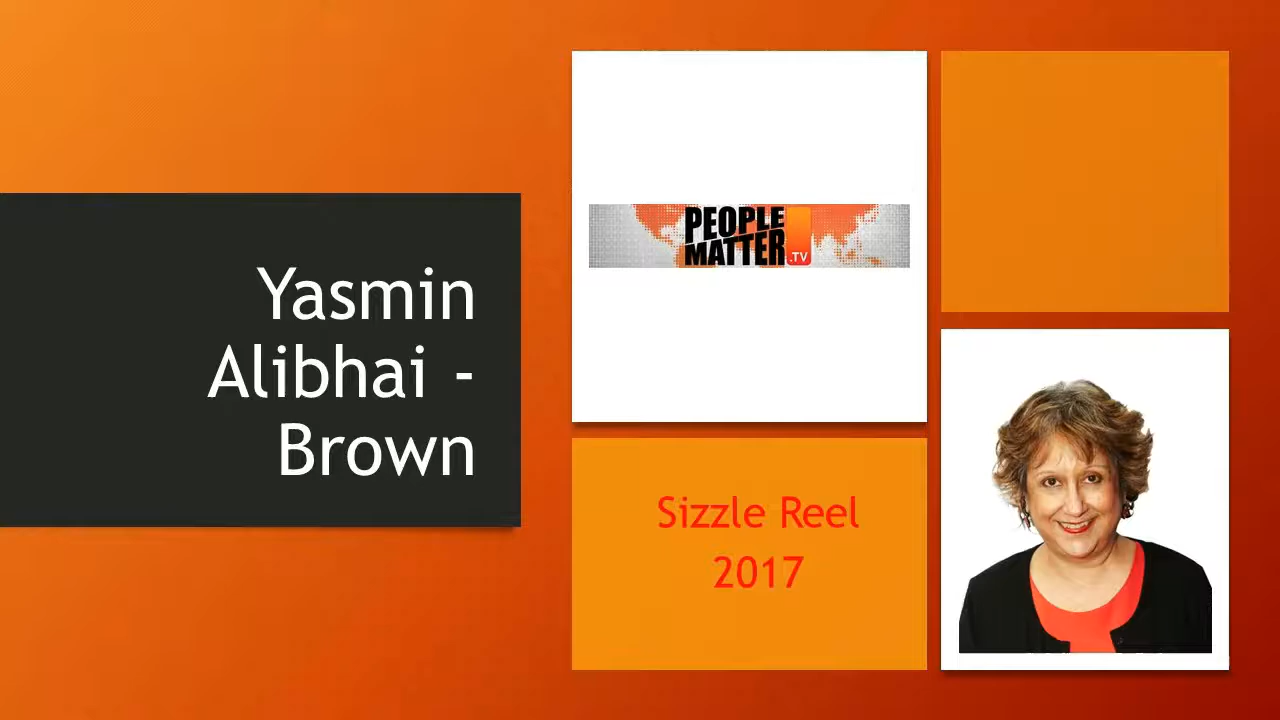 Yasmin
Alibhai -
Brown
PEOPLE
MATTER
.TV
Sizzle Reel
2017